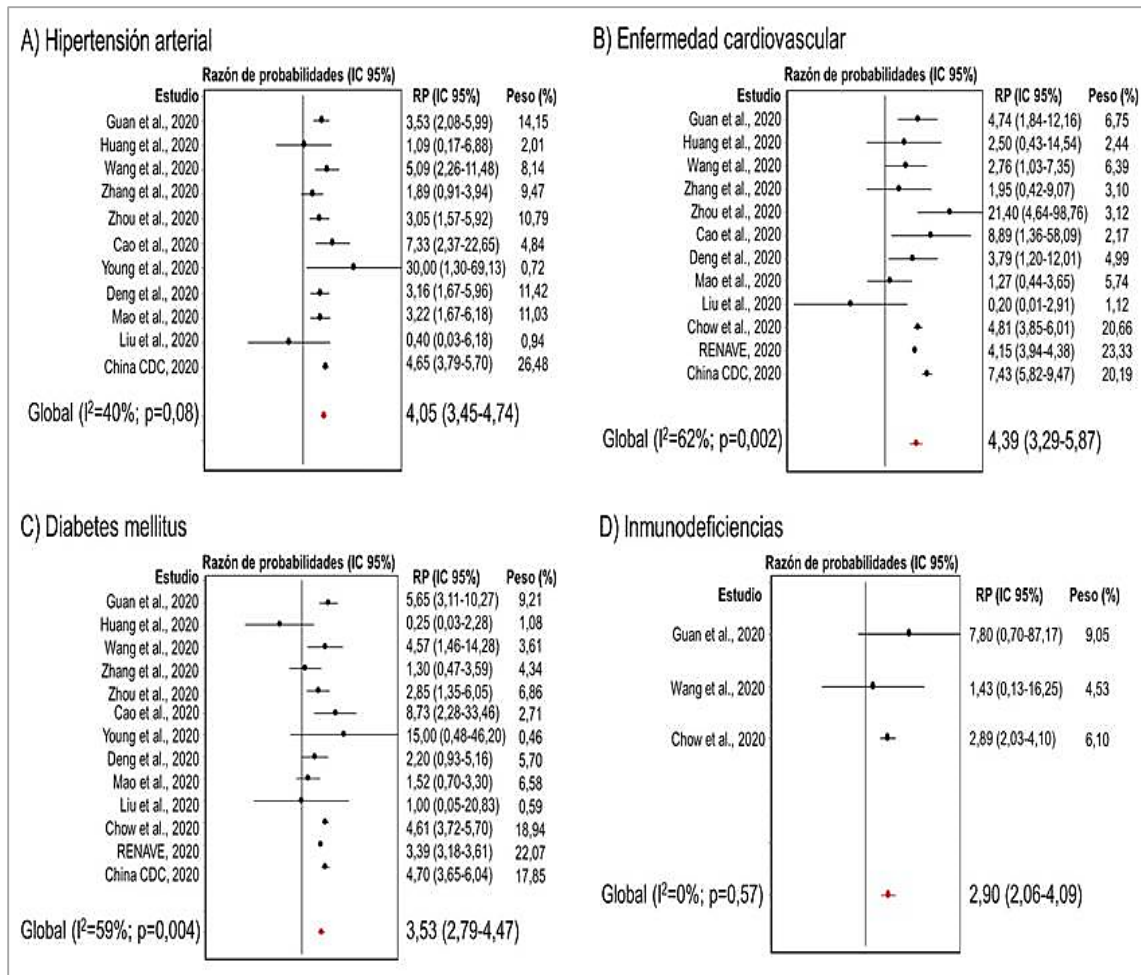 A) Hipertensión arterial
Razón de probabilidades (IC 95%)
Estudio RP (IC 95%) Peso (%)
Guan et al., 2020 3,53 (2,08-5,99) 14,15
Huang et al., 2020 1,09 (0,17-6,88) 2,01
Wang et al., 2020 5,09 (2,26-11,48) 8,14
Zhang et al., 2020 1,89 (0,91-3,94) 9,47
Zhou et al., 2020 3,05 (1,57-5,92) 10,79
Cao et al., 2020 7,33 (2,37-22,65) 4,84
Young et al., 2020 30,00 (1,30-69,13) 0,72
Deng et al., 2020 3,16 (1,67-5,96) 11,42
Mao et al., 2020 3,22 (1,67-6,18) 11,03
Liu et al., 2020 0,40 (0,03-6,18) 0,94
China CDC, 2020 4,65 (3,79-5,70) 26,48
Global (I²=40%; p=0,08) 4,05 (3,45-4,74)
B) Enfermedad cardiovascular
Razón de probabilidades (IC 95%)
Estudio RP (IC 95%) Peso (%)
Guan et al., 2020 4,74 (1,84-12,16) 6,75
Huang et al., 2020 2,50 (0,43-14,54) 2,44
Wang et al., 2020 2,76 (1,03-7,35) 6,39
Zhang et al., 2020 1,95 (0,42-9,07) 3,10
Zhou et al., 2020 21,40 (4,64-98,76) 3,12
Cao et al., 2020 8,89 (1,36-58,09) 2,17
Deng et al., 2020 3,79 (1,20-12,01) 4,99
Mao et al., 2020 1,27 (0,44-3,65) 5,74
Liu et al., 2020 0,20 (0,01-2,91) 1,12
Chow et al., 2020 4,81 (3,85-6,01) 20,66
RENAVE, 2020 4,15 (3,94-4,38) 23,33
China CDC, 2020 7,43 (5,82-9,47) 20,19
Global (I²=62%; p=0,002) 4,39 (3,29-5,87)
C) Diabetes mellitus
Razón de probabilidades (IC 95%)
Estudio RP (IC 95%) Peso (%)
Guan et al., 2020 5,65 (3,11-10,27) 9,21
Huang et al., 2020 0,25 (0,03-2,28) 1,08
Wang et al., 2020 4,57 (1,46-14,28) 3,61
Zhang et al., 2020 1,30 (0,47-3,59) 4,34
Zhou et al., 2020 2,85 (1,35-6,05) 6,86
Cao et al., 2020 8,73 (2,28-33,46) 2,71
Young et al., 2020 15,00 (0,48-46,20) 0,46
Deng et al., 2020 2,20 (0,93-5,16) 5,70
Mao et al., 2020 1,52 (0,70-3,30) 6,58
Liu et al., 2020 1,00 (0,05-20,83) 0,59
Chow et al., 2020 4,61 (3,72-5,70) 18,94
RENAVE, 2020 3,39 (3,18-3,61) 22,07
China CDC, 2020 4,70 (3,65-6,04) 17,85
Global (I²=59%; p=0,004) 3,53 (2,79-4,47)
D) Inmunodeficiencias
Razón de probabilidades (IC 95%)
Estudio RP (IC 95%) Peso (%)
Guan et al., 2020 7,80 (0,70-87,17) 9,05
Wang et al., 2020 1,43 (0,13-16,25) 4,53
Chow et al., 2020 2,89 (2,03-4,10) 6,10
Global (I²=0%; p=0,57) 2,90 (2,06-4,09)